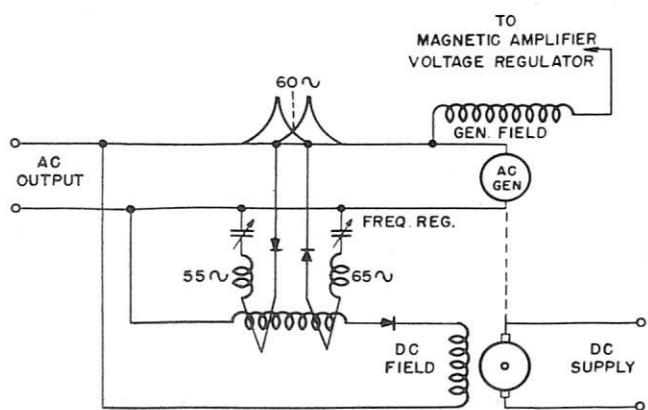 TO
MAGNETIC AMPLIFIER
VOLTAGE REGULATOR
60~
GEN. FIELD
AC
OUTPUT
AC
GEN
FREQ. REG.
55~
65~
DC
FIELD
DC
SUPPLY